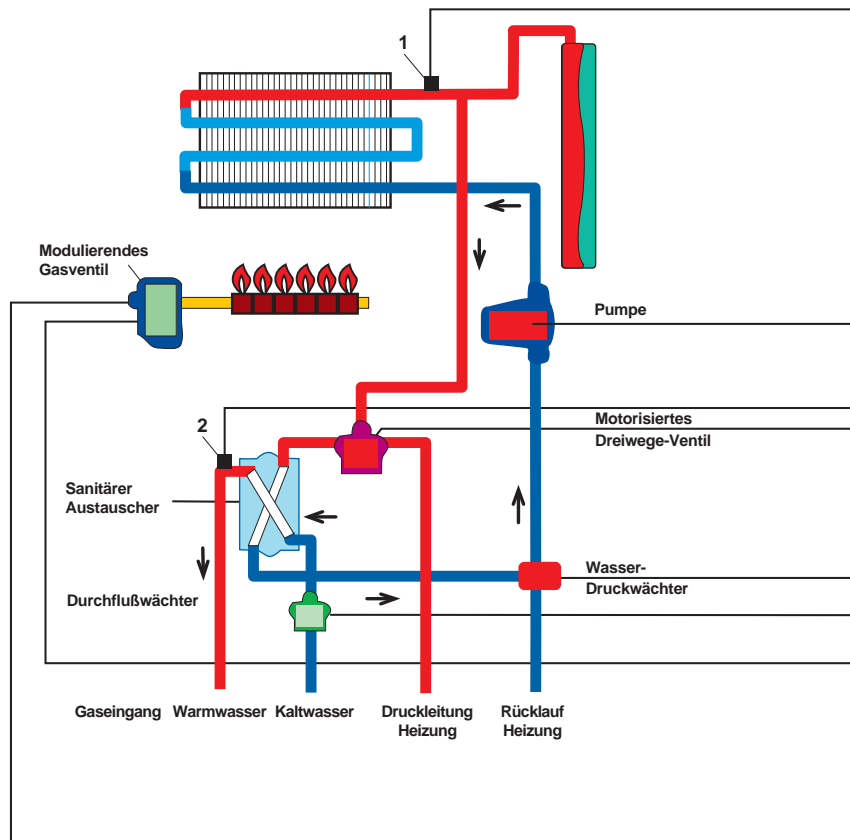 1
Modulierendes
Gasventil
Pumpe
2
Motorisiertes
Dreiwege-Ventil
Sanitärer
Austauscher
Wasser-
Druckwächter
Durchflußwächter
Gaseingang Warmwasser Kaltwasser Druckleitung Rücklauf
Heizung Heizung